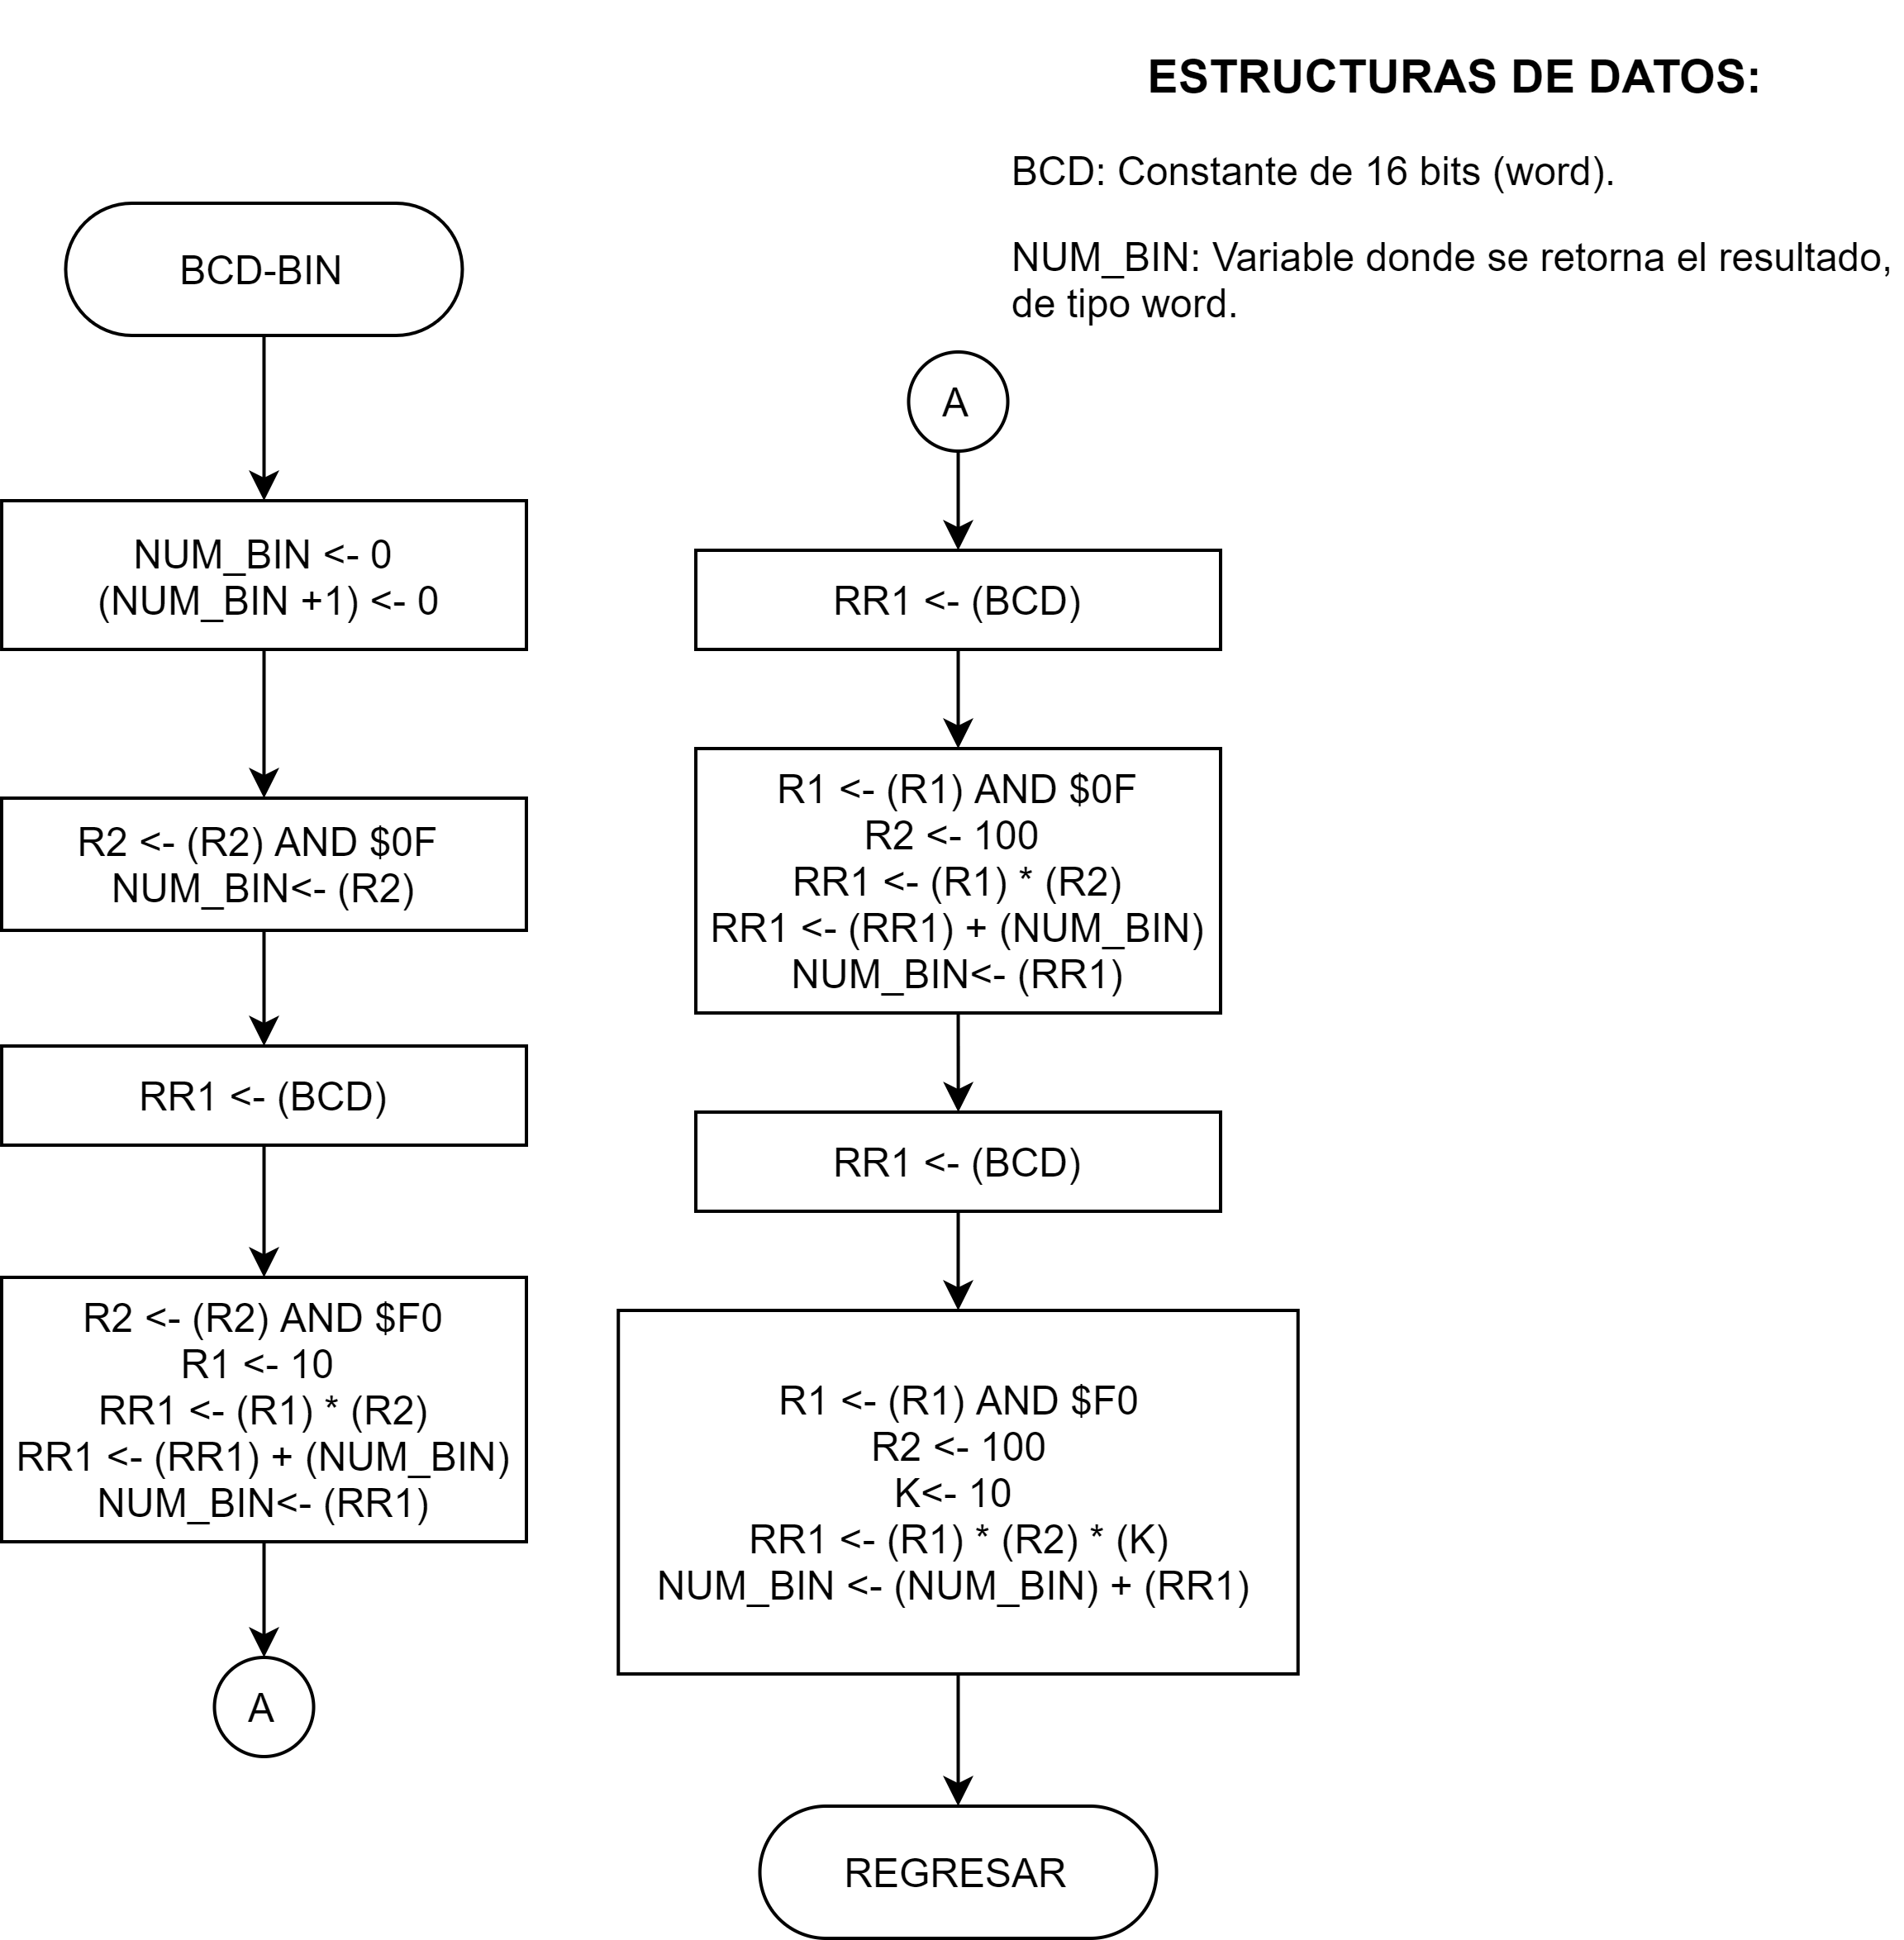 ESTRUCTURAS DE DATOS:
BCD: Constante de 16 bits (word).
NUM_BIN: Variable donde se retorna el resultado,
de tipo word.
BCD-BIN
NUM_BIN <- 0
(NUM_BIN +1) <- 0
R2 <- (R2) AND $0F
NUM_BIN<- (R2)
RR1 <- (BCD)
R2 <- (R2) AND $F0
R1 <- 10
RR1 <- (R1) * (R2)
RR1 <- (RR1) + (NUM_BIN)
NUM_BIN<- (RR1)
A
A
RR1 <- (BCD)
R1 <- (R1) AND $0F
R2 <- 100
RR1 <- (R1) * (R2)
RR1 <- (RR1) + (NUM_BIN)
NUM_BIN<- (RR1)
RR1 <- (BCD)
R1 <- (R1) AND $F0
R2 <- 100
K<- 10
RR1 <- (R1) * (R2) * (K)
NUM_BIN <- (NUM_BIN) + (RR1)
REGRESAR